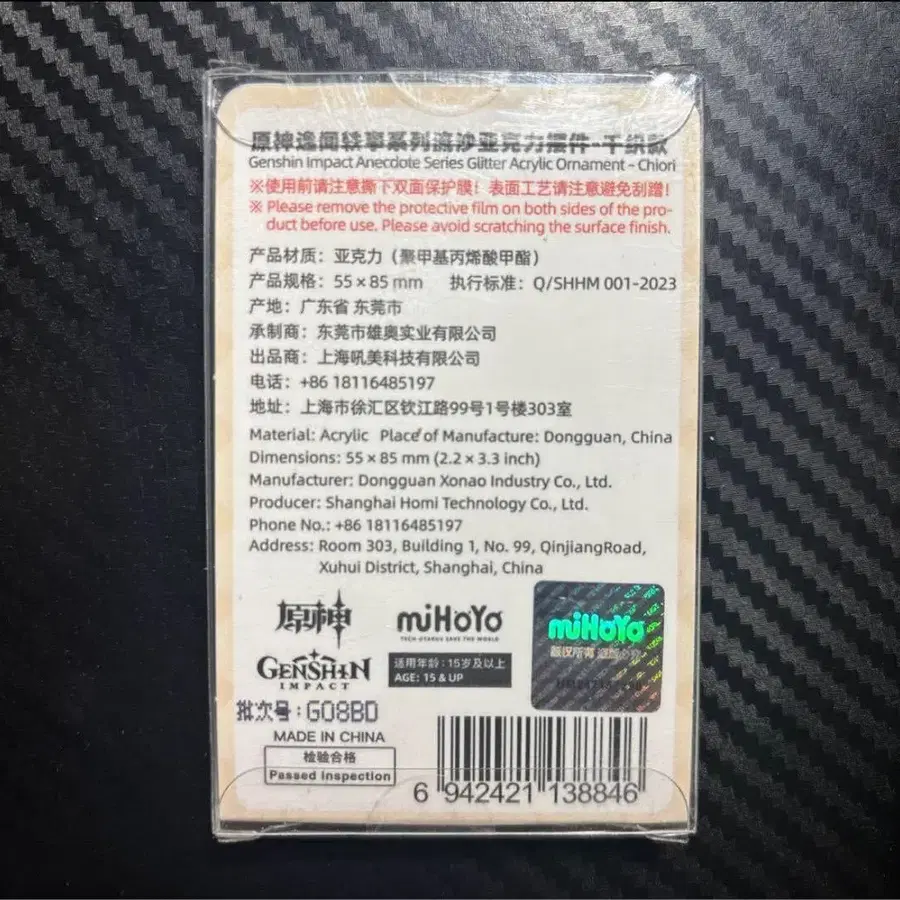 原神逸闻轶事系列流沙亚克力摆件-千织款
Genshin Impact Anecdote Series Glitter Acrylic Ornament – Chiori
※使用前请注意撕下双面保护膜！表面工艺请注意避免刮蹭！
※ Please remove the protective film on both sides of the pro-
duct before use. Please avoid scratching the surface finish.
产品材质：亚克力（聚甲基丙烯酸甲酯）
产品规格：55 × 85 mm 执行标准：Q/SHHM 001-2023
产地：广东省 东莞市
承制商：东莞市雄奥实业有限公司
出品商：上海吼美科技有限公司
电话：+86 18116485197
地址：上海市徐汇区钦江路99号1号楼303室
Material: Acrylic Place of Manufacture: Dongguan, China
Dimensions: 55 × 85 mm (2.2 × 3.3 inch)
Manufacturer: Dongguan Xonao Industry Co., Ltd.
Producer: Shanghai Homi Technology Co., Ltd.
Phone No.: +86 18116485197
Address: Room 303, Building 1, No. 99, QinjiangRoad,
Xuhui District, Shanghai, China
原神
GENSHIN
IMPACT
miHoYo
TECH OTAKUS SAVE THE WORLD
适用年龄：15岁及以上
AGE: 15 & UP
miHoYo
版权所有 盗版必究
批次号：G08BD
MADE IN CHINA
检验合格
Passed Inspection
6 942421 138846